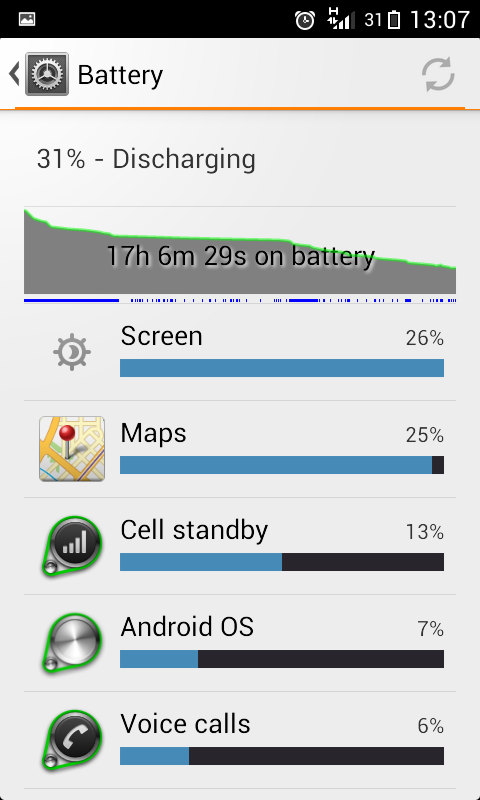 H 31 13:07
Battery
31% - Discharging
17h 6m 29s on battery
Screen 26%
Maps 25%
Cell standby 13%
Android OS 7%
Voice calls 6%